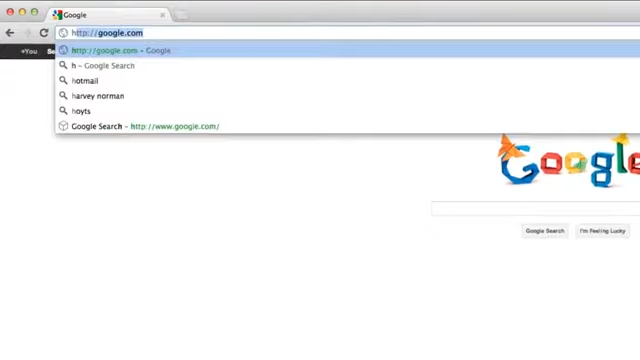 Google
http://google.com
+You
http://google.com - Google
h - Google Search
hotmail
harvey norman
hoyts
Google Search - http://www.google.com/
Google
Google Search
I'm Feeling Lucky